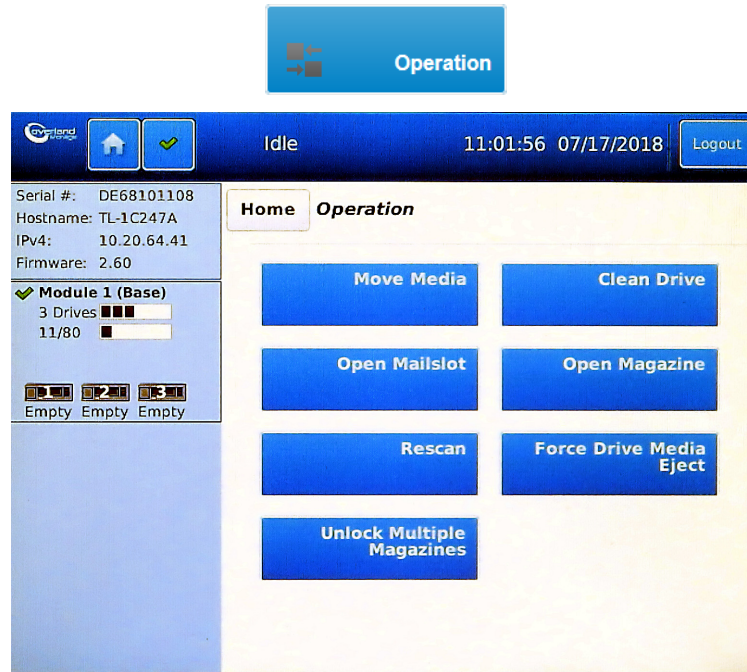 Operation
overland
STORAGE
Idle
11:01:56 07/17/2018
Logout
Serial #: DE68101108
Hostname: TL-1C247A
IPv4: 10.20.64.41
Firmware: 2.60
Home
Operation
Module 1 (Base)
3 Drives
11/80
1 2 3
Empty Empty Empty
Move Media
Clean Drive
Open Mailslot
Open Magazine
Rescan
Force Drive Media
Eject
Unlock Multiple
Magazines